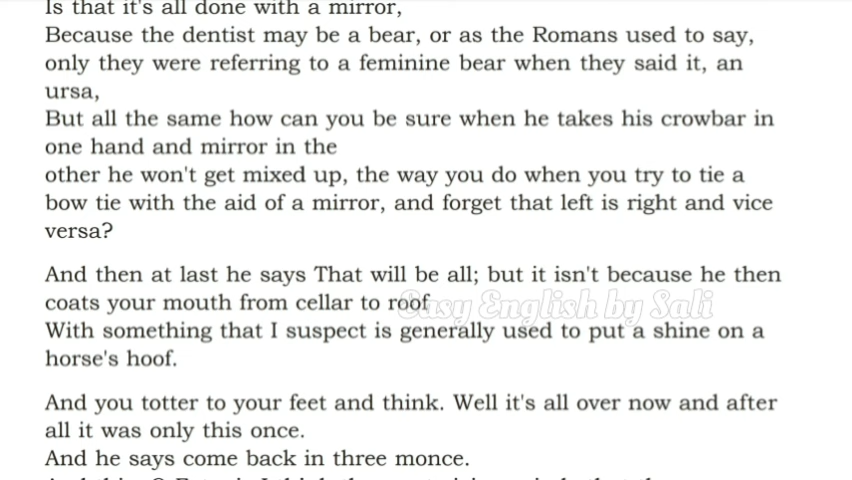 Is that it's all done with a mirror,
Because the dentist may be a bear, or as the Romans used to say,
only they were referring to a feminine bear when they said it, an
ursa,
But all the same how can you be sure when he takes his crowbar in
one hand and mirror in the
other he won't get mixed up, the way you do when you try to tie a
bow tie with the aid of a mirror, and forget that left is right and vice
versa?
And then at last he says That will be all; but it isn't because he then
coats your mouth from cellar to roof
Easy English by Sali
With something that I suspect is generally used to put a shine on a
horse's hoof.
And you totter to your feet and think. Well it's all over now and after
all it was only this once.
And he says come back in three monce.